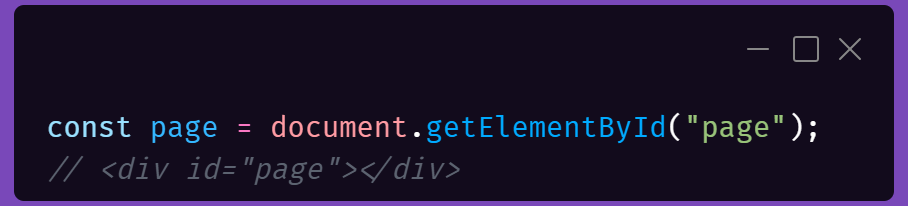 const page = document.getElementById("page");
// <div id="page"></div>